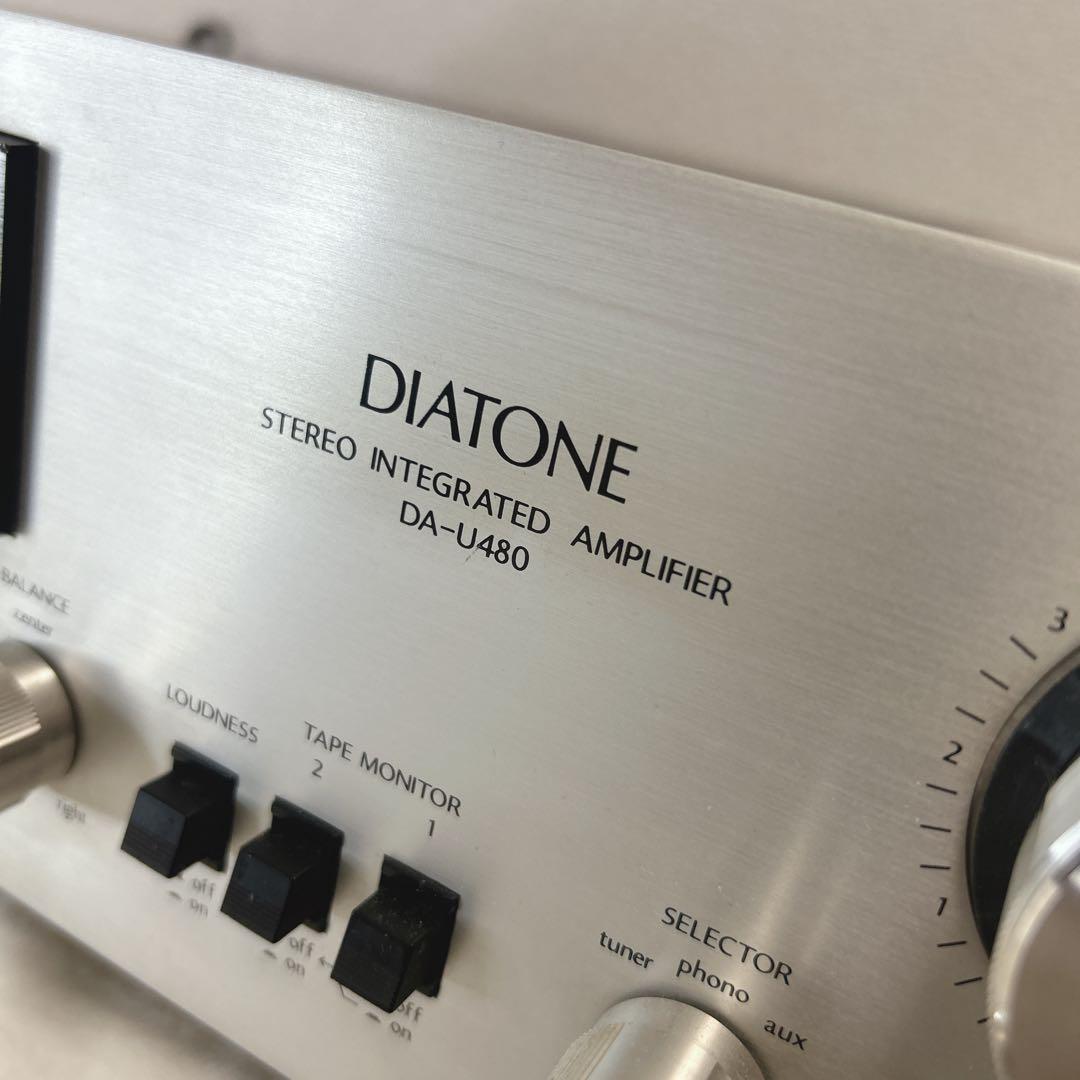 DIATONE
STEREO INTEGRATED AMPLIFIER
DA-U480
BALANCE
center
right
LOUDNESS
off
on
TAPE MONITOR
2
1
off
on
off
on
SELECTOR
tuner phono aux
3
2
1